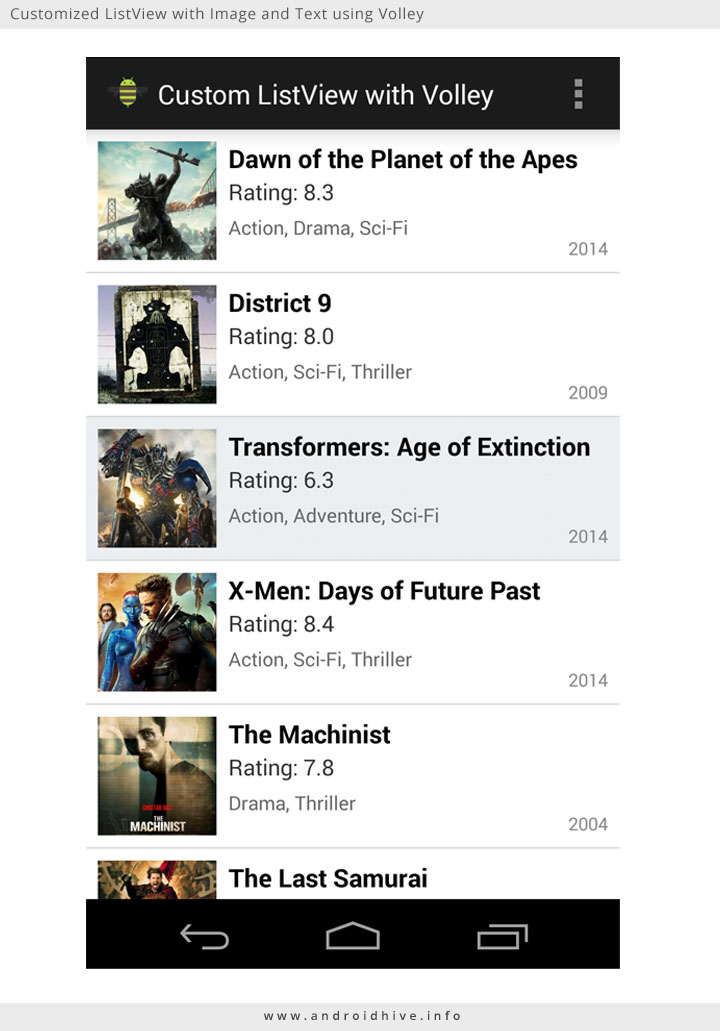 Customized ListView with Image and Text using Volley
Custom ListView with Volley
Dawn of the Planet of the Apes
Rating: 8.3
Action, Drama, Sci-Fi
2014
District 9
Rating: 8.0
Action, Sci-Fi, Thriller
2009
Transformers: Age of Extinction
Rating: 6.3
Action, Adventure, Sci-Fi
2014
X-Men: Days of Future Past
Rating: 8.4
Action, Sci-Fi, Thriller
2014
CHRISTIAN BALE
THE
MACHINIST
The Machinist
Rating: 7.8
Drama, Thriller
2004
The Last Samurai
www.androidhive.info